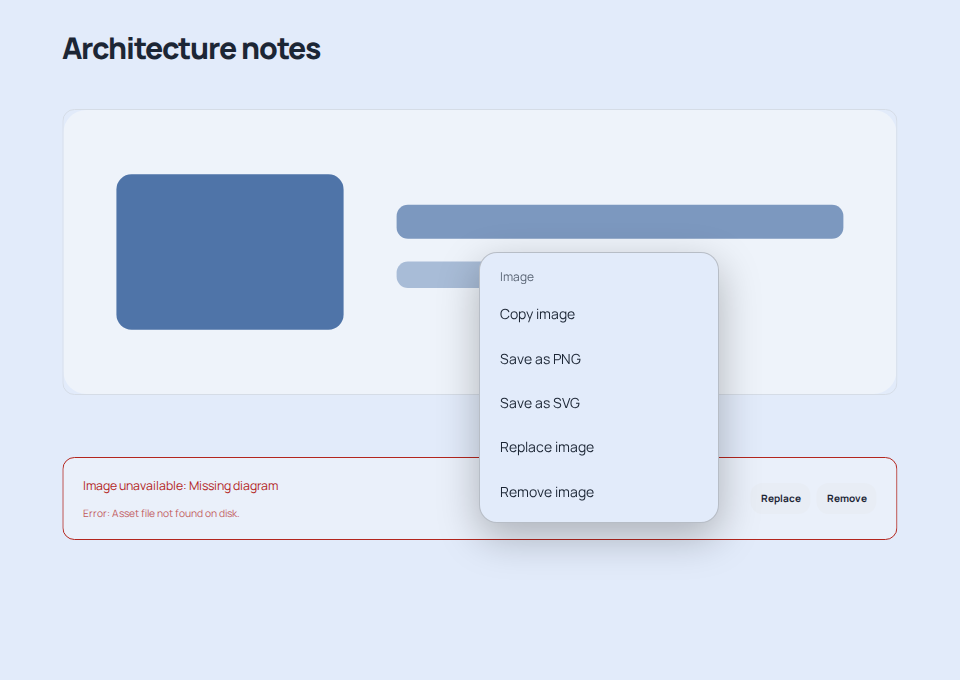 Architecture notes
Image
Copy image
Save as PNG
Save as SVG
Replace image
Remove image
Image unavailable: Missing diagram
Error: Asset file not found on disk.
Replace
Remove